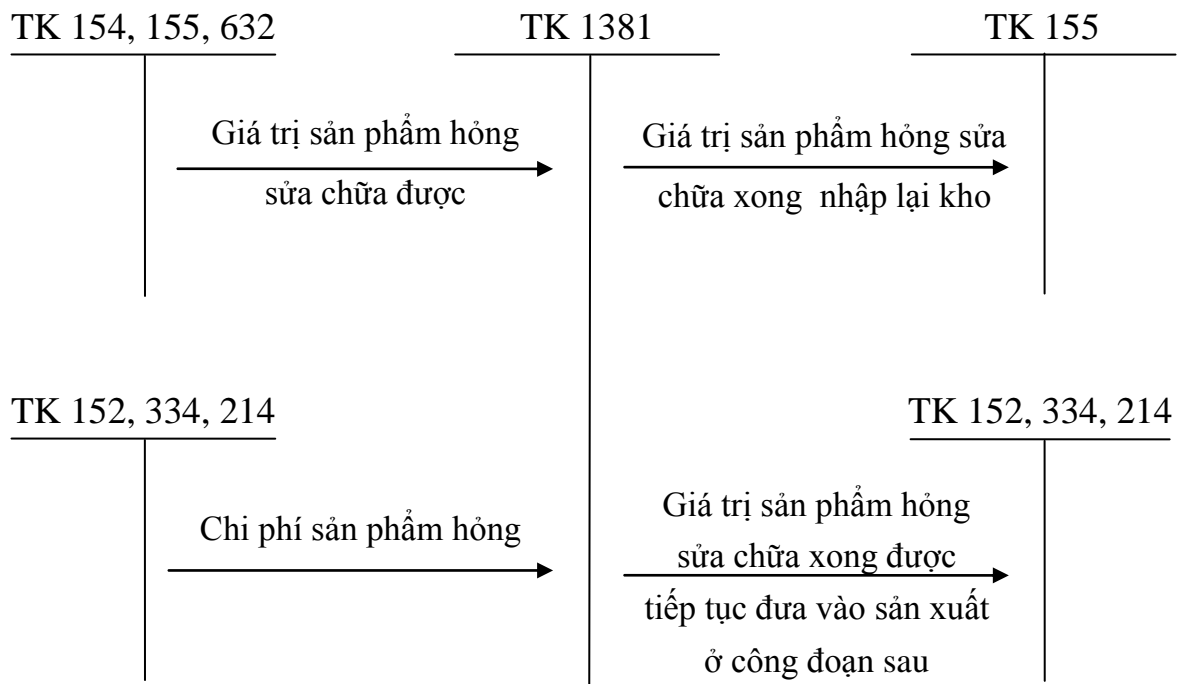 TK 154, 155, 632
TK 1381
TK 155
Giá trị sản phẩm hỏng
sửa chữa được
Giá trị sản phẩm hỏng sửa
chữa xong nhập lại kho
TK 152, 334, 214
TK 152, 334, 214
Chi phí sản phẩm hỏng
Giá trị sản phẩm hỏng
sửa chữa xong được
tiếp tục đưa vào sản xuất
ở công đoạn sau